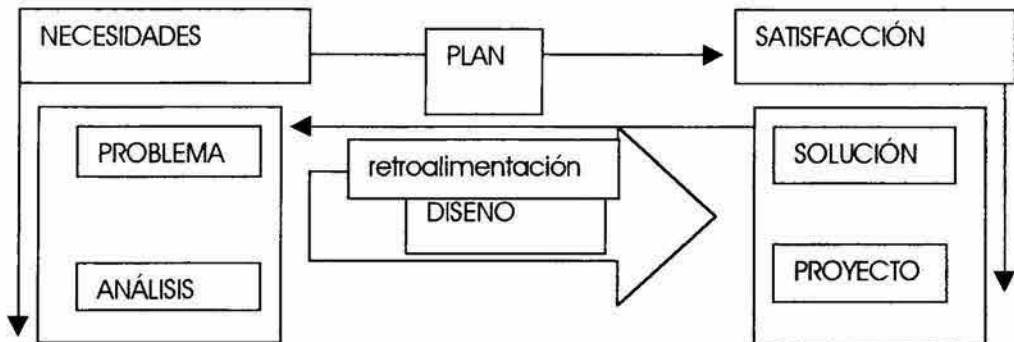 NECESIDADES
PLAN
SATISFACCIÓN
PROBLEMA
retroalimentación
SOLUCIÓN
DISENO
ANÁLISIS
PROYECTO